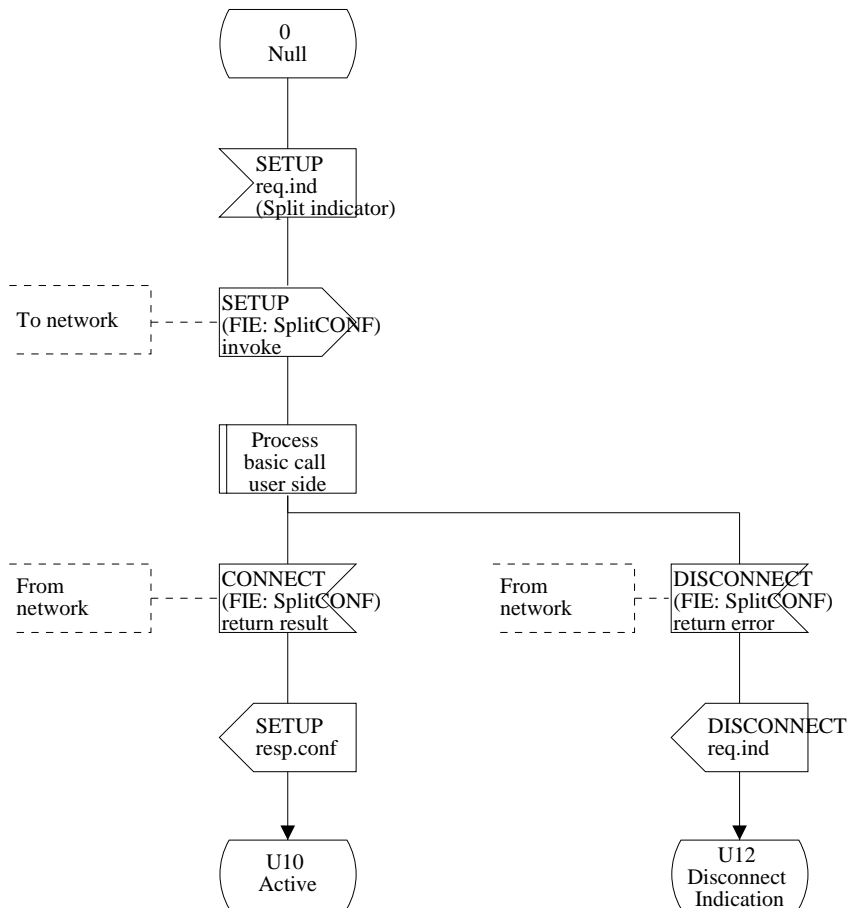 0
Null
SETUP
req.ind
(Split indicator)
To network
SETUP
(FIE: SplitCONF)
invoke
Process
basic call
user side
From
network
CONNECT
(FIE: SplitCONF)
return result
From
network
DISCONNECT
(FIE: SplitCONF)
return error
SETUP
resp.conf
DISCONNECT
req.ind
U10
Active
U12
Disconnect
Indication